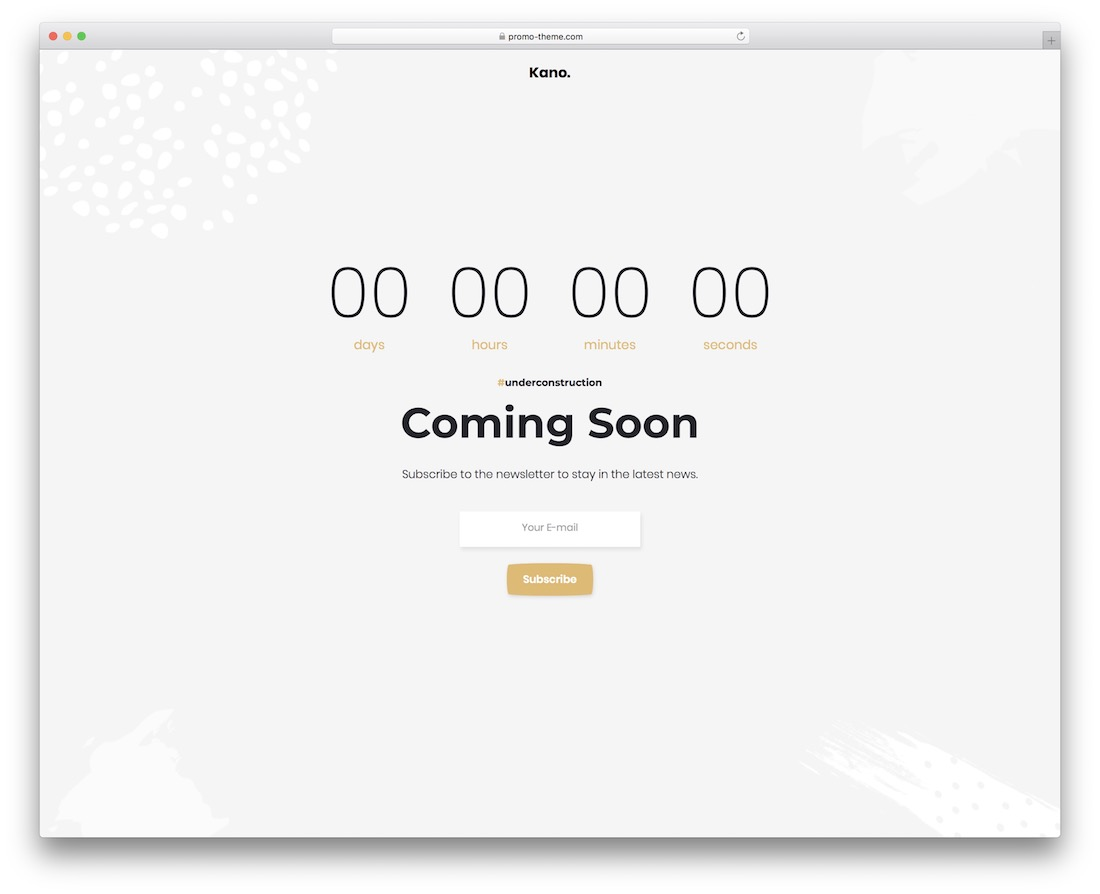 promo-theme.com
Kano.
00 00 00 00
days hours minutes seconds
#underconstruction
Coming Soon
Subscribe to the newsletter to stay in the latest news.
Your E-mail
Subscribe